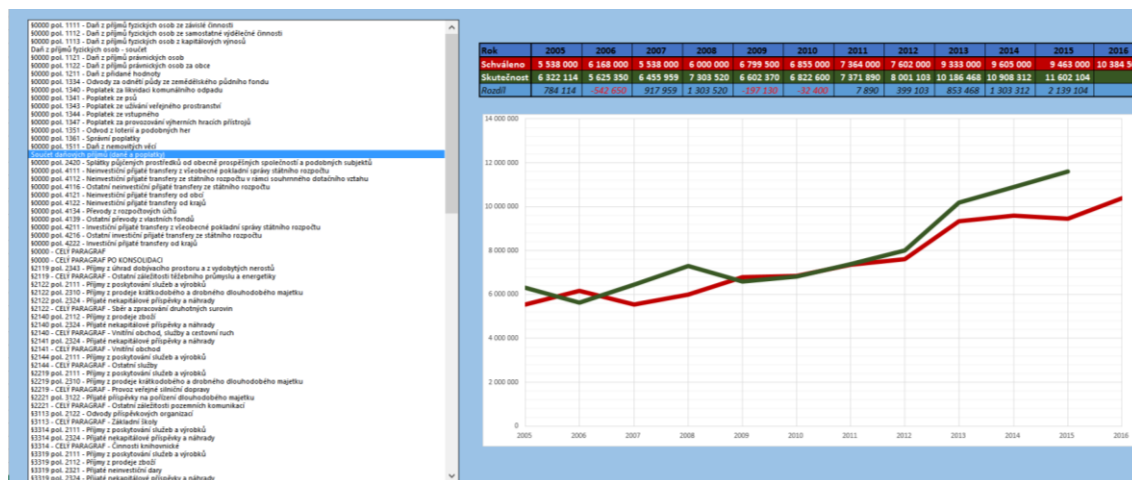 §0000 pol. 1111 - Daň z příjmů fyzických osob ze závislé činnosti
§0000 pol. 1112 - Daň z příjmů fyzických osob ze samostatné výdělečné činnosti
§0000 pol. 1113 - Daň z příjmů fyzických osob z kapitálových výnosů
Daň z příjmů fyzických osob - součet
§0000 pol. 1121 - Daň z příjmů právnických osob
§0000 pol. 1122 - Daň z příjmů právnických osob za obce
§0000 pol. 1211 - Daň z přidané hodnoty
§0000 pol. 1334 - Odvody za odnětí půdy ze zemědělského půdního fondu
§0000 pol. 1340 - Poplatek za likvidaci komunálního odpadu
§0000 pol. 1341 - Poplatek ze psů
§0000 pol. 1343 - Poplatek ze užívání veřejného prostranství
§0000 pol. 1344 - Poplatek ze vstupného
§0000 pol. 1347 - Poplatek za provozování výherních hracích přístrojů
§0000 pol. 1351 - Odvod z loterií a podobných her
§0000 pol. 1361 - Správní poplatky
§0000 pol. 1511 - Daň z nemovitých věcí
Součet daňových příjmů (daně a poplatky)
§0000 pol. 2420 - Splátky půjčených prostředků od obecně prospěšných společností a podobných subjektů
§0000 pol. 4111 - Neinvestiční přijaté transfery z všeobecné pokladní správy státního rozpočtu
§0000 pol. 4112 - Neinvestiční přijaté transfery ze státního rozpočtu v rámci souhrnného dotačního vztahu
§0000 pol. 4116 - Ostatní neinvestiční přijaté transfery ze státního rozpočtu
§0000 pol. 4121 - Neinvestiční přijaté transfery od obcí
§0000 pol. 4122 - Neinvestiční přijaté transfery od krajů
§0000 pol. 4134 - Převody z rozpočtových účtů
§0000 pol. 4139 - Ostatní převody z vlastních fondů
§0000 pol. 4211 - Investiční přijaté transfery z všeobecné pokladní správy státního rozpočtu
§0000 pol. 4216 - Ostatní investiční přijaté transfery ze státního rozpočtu
§0000 pol. 4222 - Investiční přijaté transfery od krajů
§0000 - CELÝ PARAGRAF
§0000 - CELÝ PARAGRAF PO KONSOLIDACI
§2119 pol. 2343 - Příjmy z úhrad dobývacího prostoru a z vydobytých nerostů
§2119 - CELÝ PARAGRAF - Ostatní záležitosti těžebního průmyslu a energetiky
§2122 pol. 2111 - Příjmy z poskytování služeb a výrobků
§2122 pol. 2310 - Příjmy z prodeje krátkodobého a drobného dlouhodobého majetku
§2122 pol. 2324 - Přijaté nekapitálové příspěvky a náhrady
§2122 - CELÝ PARAGRAF - Sběr a zpracování druhotných surovin
§2140 pol. 2112 - Příjmy z prodeje zboží
§2140 pol. 2324 - Přijaté nekapitálové příspěvky a náhrady
§2140 - CELÝ PARAGRAF - Vnitřní obchod, služby a cestovní ruch
§2141 pol. 2324 - Přijaté nekapitálové příspěvky a náhrady
§2141 - CELÝ PARAGRAF - Vnitřní obchod
§2144 pol. 2111 - Příjmy z poskytování služeb a výrobků
§2144 - CELÝ PARAGRAF - Ostatní služby
§2219 pol. 2111 - Příjmy z poskytování služeb a výrobků
§2219 pol. 2310 - Příjmy z prodeje krátkodobého a drobného dlouhodobého majetku
§2219 - CELÝ PARAGRAF - Provoz veřejné silniční dopravy
§2221 pol. 3122 - Přijaté příspěvky na pořízení dlouhodobého majetku
§2221 - CELÝ PARAGRAF - Ostatní záležitosti pozemních komunikací
§3113 pol. 2122 - Odvody příspěvkových organizací
§3113 - CELÝ PARAGRAF - Základní školy
§3314 pol. 2111 - Příjmy z poskytování služeb a výrobků
§3314 pol. 2324 - Přijaté nekapitálové příspěvky a náhrady
§3314 - CELÝ PARAGRAF - Činnosti knihovnické
§3319 pol. 2111 - Příjmy z poskytování služeb a výrobků
§3319 pol. 2112 - Příjmy z prodeje zboží
§3319 pol. 2321 - Přijaté neinvestiční dary
§3319 pol. 2324 - Přijaté nekapitálové příspěvky a náhrady
Rok 2005 2006 2007 2008 2009 2010 2011 2012 2013 2014 2015 2016
Schváleno 5 538 000 6 168 000 5 538 000 6 000 000 6 799 500 6 855 000 7 364 000 7 602 000 9 333 000 9 605 000 9 463 000 10 384 50
Skutečnost 6 322 114 5 625 350 6 455 959 7 303 520 6 602 370 6 822 600 7 371 890 8 001 103 10 186 468 10 908 312 11 602 104
Rozdíl 784 114 -542 650 917 959 1 303 520 -197 130 -32 400 7 890 399 103 853 468 1 303 312 2 139 104
14 000 000
12 000 000
10 000 000
8 000 000
6 000 000
4 000 000
2 000 000
0
2005 2006 2007 2008 2009 2010 2011 2012 2013 2014 2015 2016